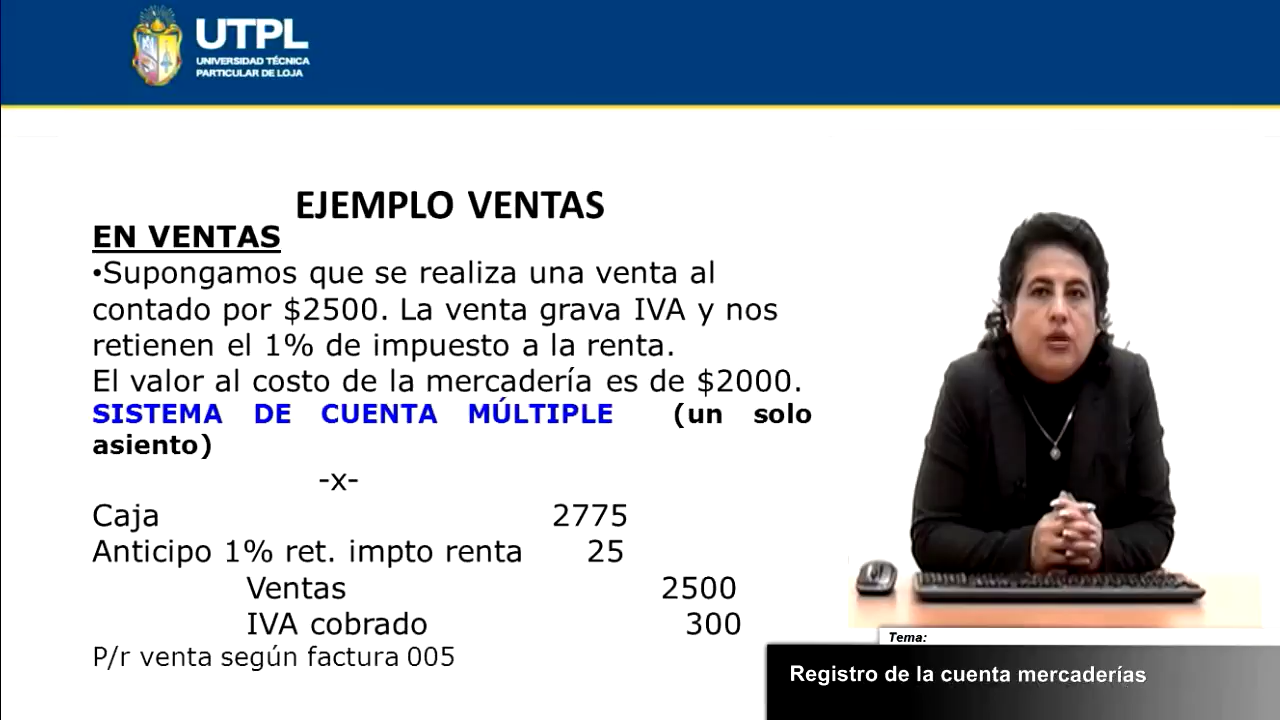 UTPL
UNIVERSIDAD TÉCNICA
PARTICULAR DE LOJA
EJEMPLO VENTAS
EN VENTAS
•Supongamos que se realiza una venta al
contado por $2500. La venta grava IVA y nos
retienen el 1% de impuesto a la renta.
El valor al costo de la mercadería es de $2000.
SISTEMA DE CUENTA MÚLTIPLE (un solo
asiento)
-x-
Caja 2775
Anticipo 1% ret. impto renta 25
Ventas 2500
IVA cobrado 300
P/r venta según factura 005
Tema:
Registro de la cuenta mercaderías